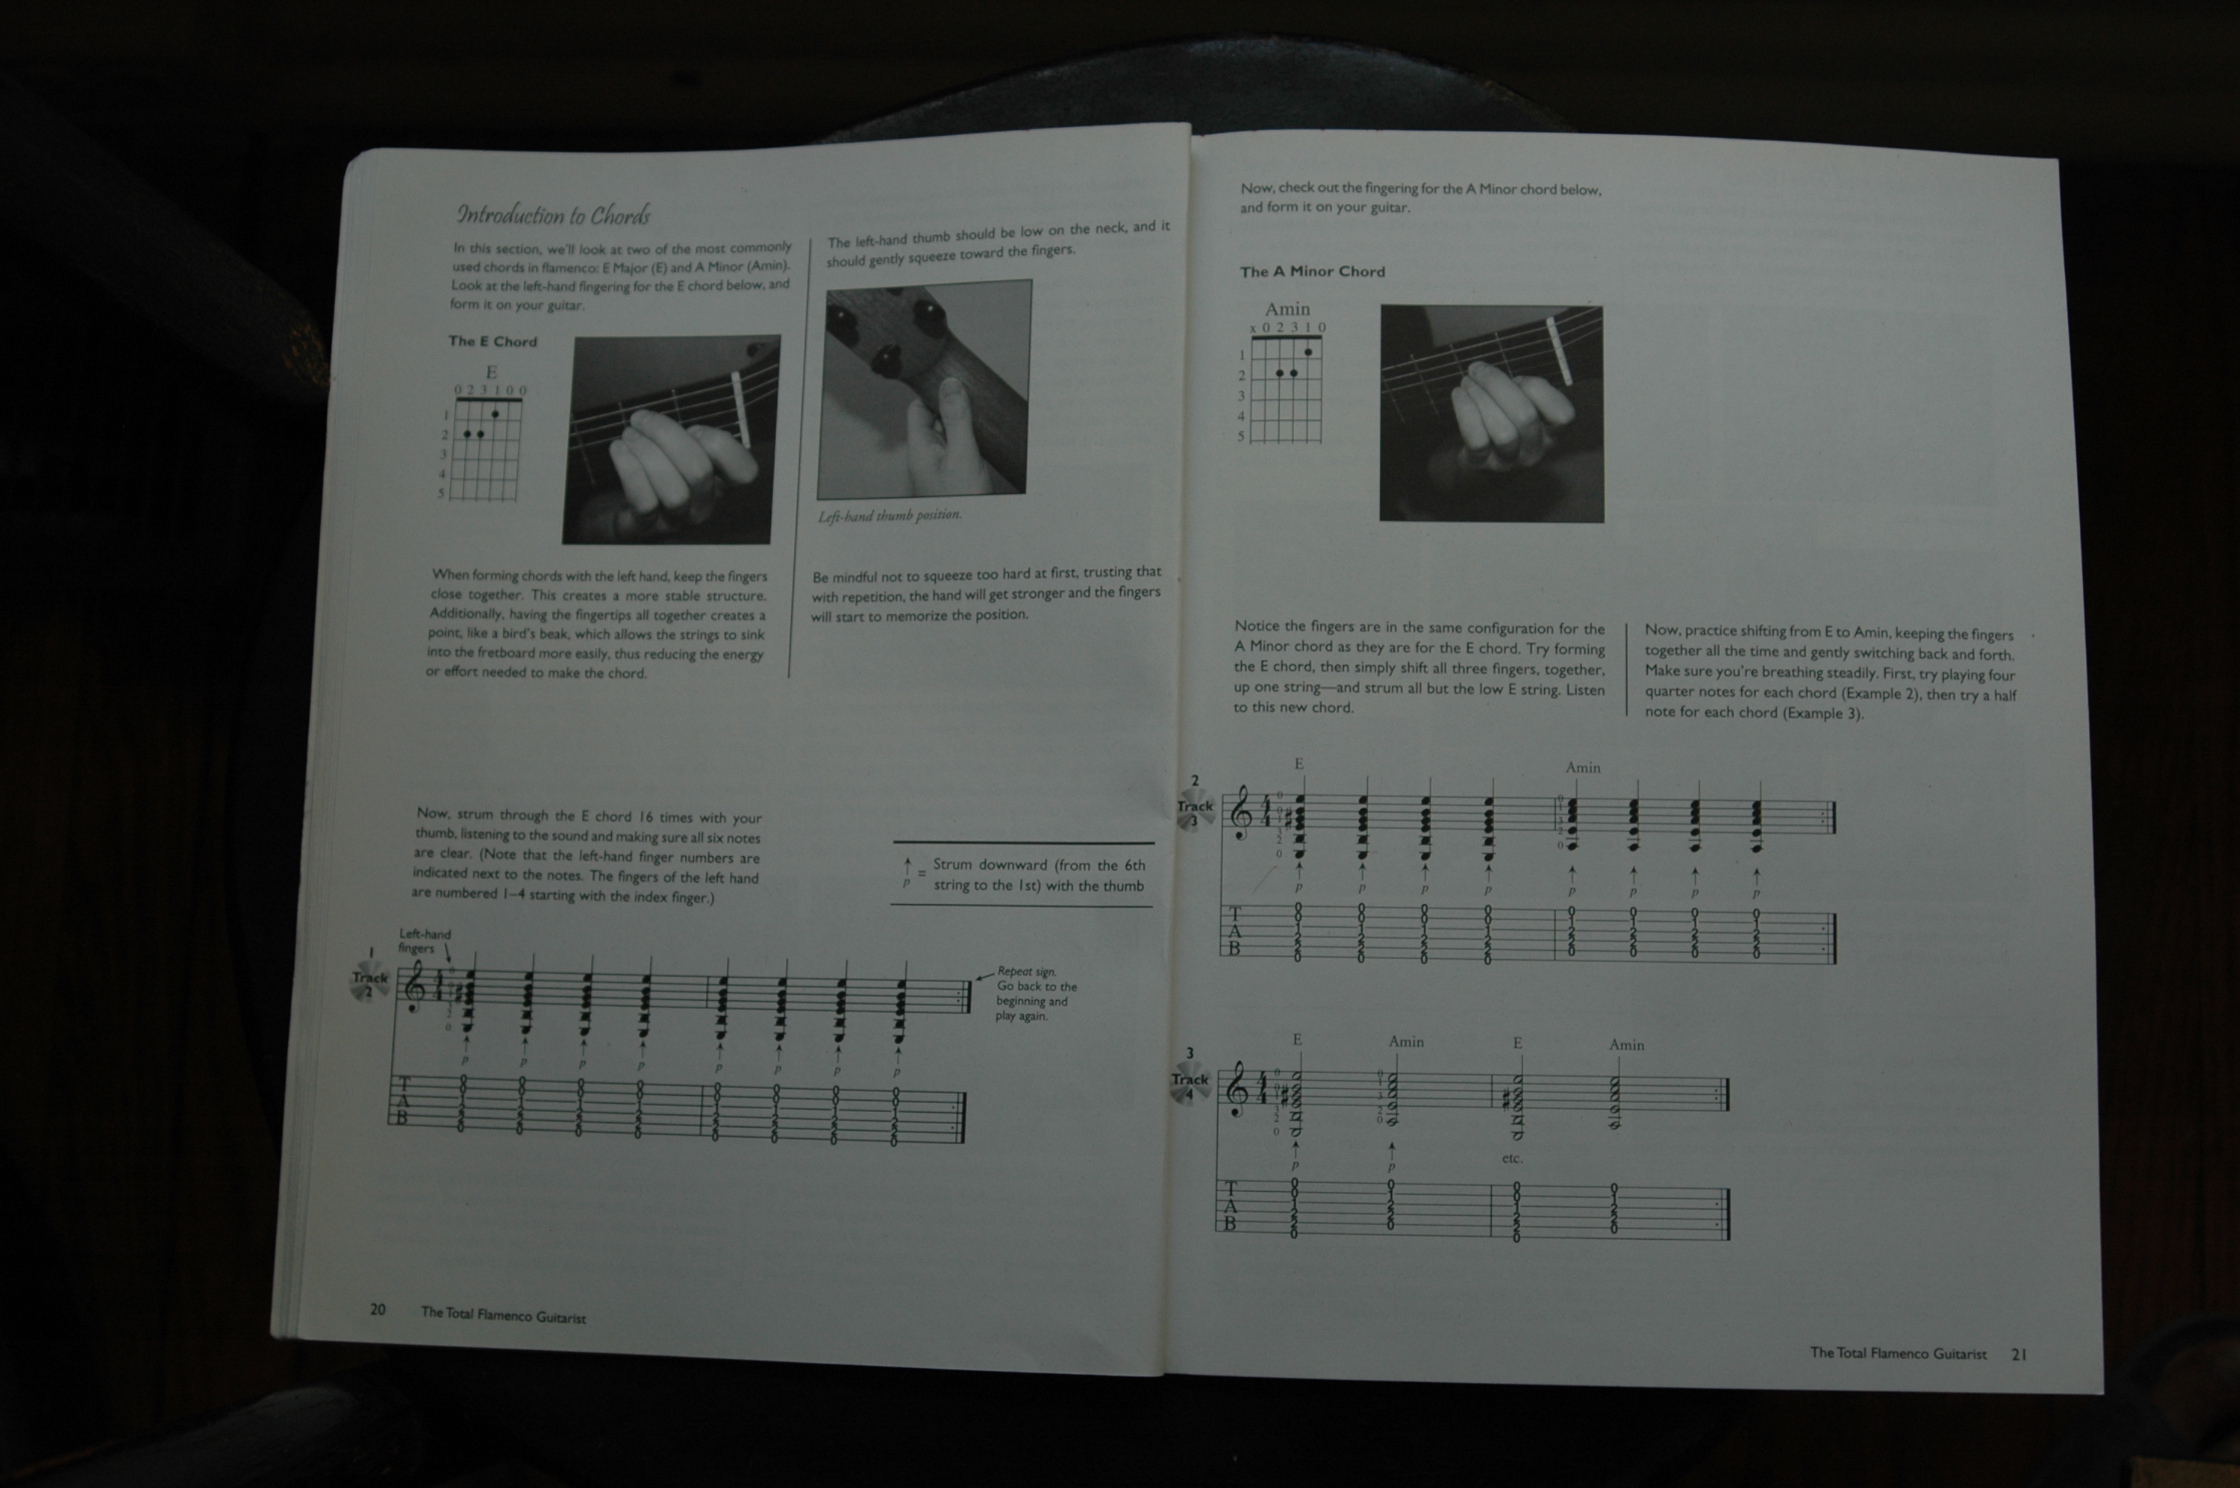 Introduction to Chords
In this section, we'll look at two of the most commonly
used chords in flamenco: E Major (E) and A Minor (Amin).
Look at the left-hand fingering for the E chord below, and
form it on your guitar.
The E Chord
E
0 2 3 1 0 0
1
2
3
4
5
When forming chords with the left hand, keep the fingers
close together. This creates a more stable structure.
Additionally, having the fingertips all together creates a
point, like a bird's beak, which allows the strings to sink
into the fretboard more easily, thus reducing the energy
or effort needed to make the chord.
The left-hand thumb should be low on the neck, and it
should gently squeeze toward the fingers.
Left-hand thumb position.
Be mindful not to squeeze too hard at first, trusting that
with repetition, the hand will get stronger and the fingers
will start to memorize the position.
Now, strum through the E chord 16 times with your
thumb, listening to the sound and making sure all six notes
are clear. (Note that the left-hand finger numbers are
indicated next to the notes. The fingers of the left hand
are numbered 1–4 starting with the index finger.)
↑ p = Strum downward (from the 6th
string to the 1st) with the thumb
Left-hand
fingers
1
Track
2
Repeat sign.
Go back to the
beginning and
play again.
p p p p p p p p
T
A
B
20 The Total Flamenco Guitarist
Now, check out the fingering for the A Minor chord below,
and form it on your guitar.
The A Minor Chord
Amin
x 0 2 3 1 0
1
2
3
4
5
Notice the fingers are in the same configuration for the
A Minor chord as they are for the E chord. Try forming
the E chord, then simply shift all three fingers, together,
up one string—and strum all but the low E string. Listen
to this new chord.
Now, practice shifting from E to Amin, keeping the fingers
together all the time and gently switching back and forth.
Make sure you're breathing steadily. First, try playing four
quarter notes for each chord (Example 2), then try a half
note for each chord (Example 3).
E Amin
2
Track
3
p p p p p p p p
T
A
B
E Amin E Amin
3
Track
4
p p etc.
T
A
B
The Total Flamenco Guitarist 21